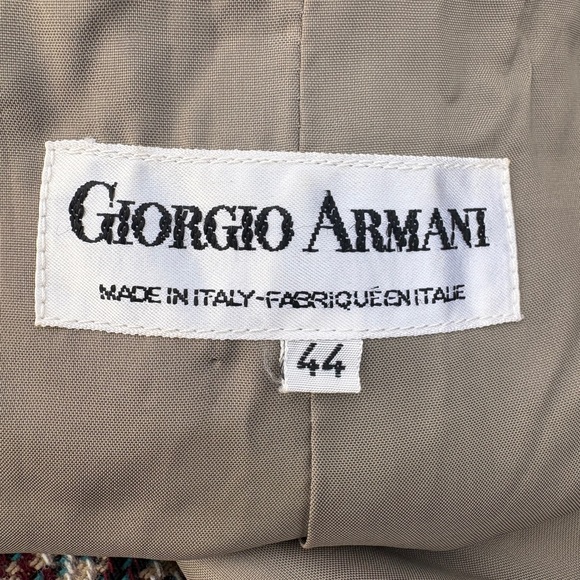 GIORGIO ARMANI
MADE IN ITALY-FABRIQUÉ EN ITALIE
44